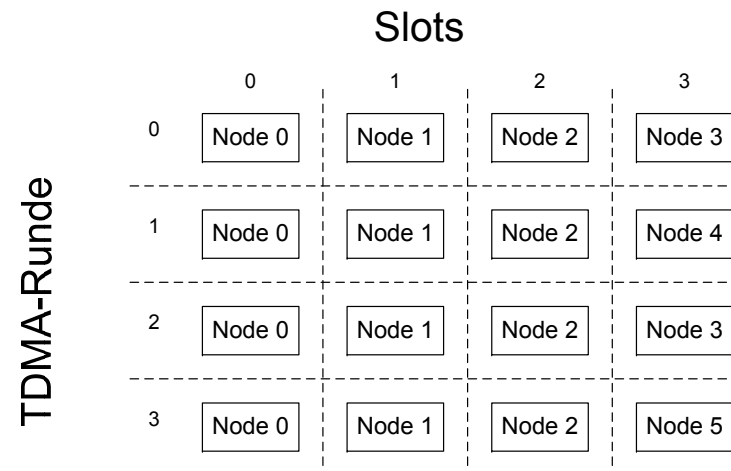 Slots
0 1 2 3
TDMA-Runde
0 Node 0 Node 1 Node 2 Node 3
1 Node 0 Node 1 Node 2 Node 4
2 Node 0 Node 1 Node 2 Node 3
3 Node 0 Node 1 Node 2 Node 5